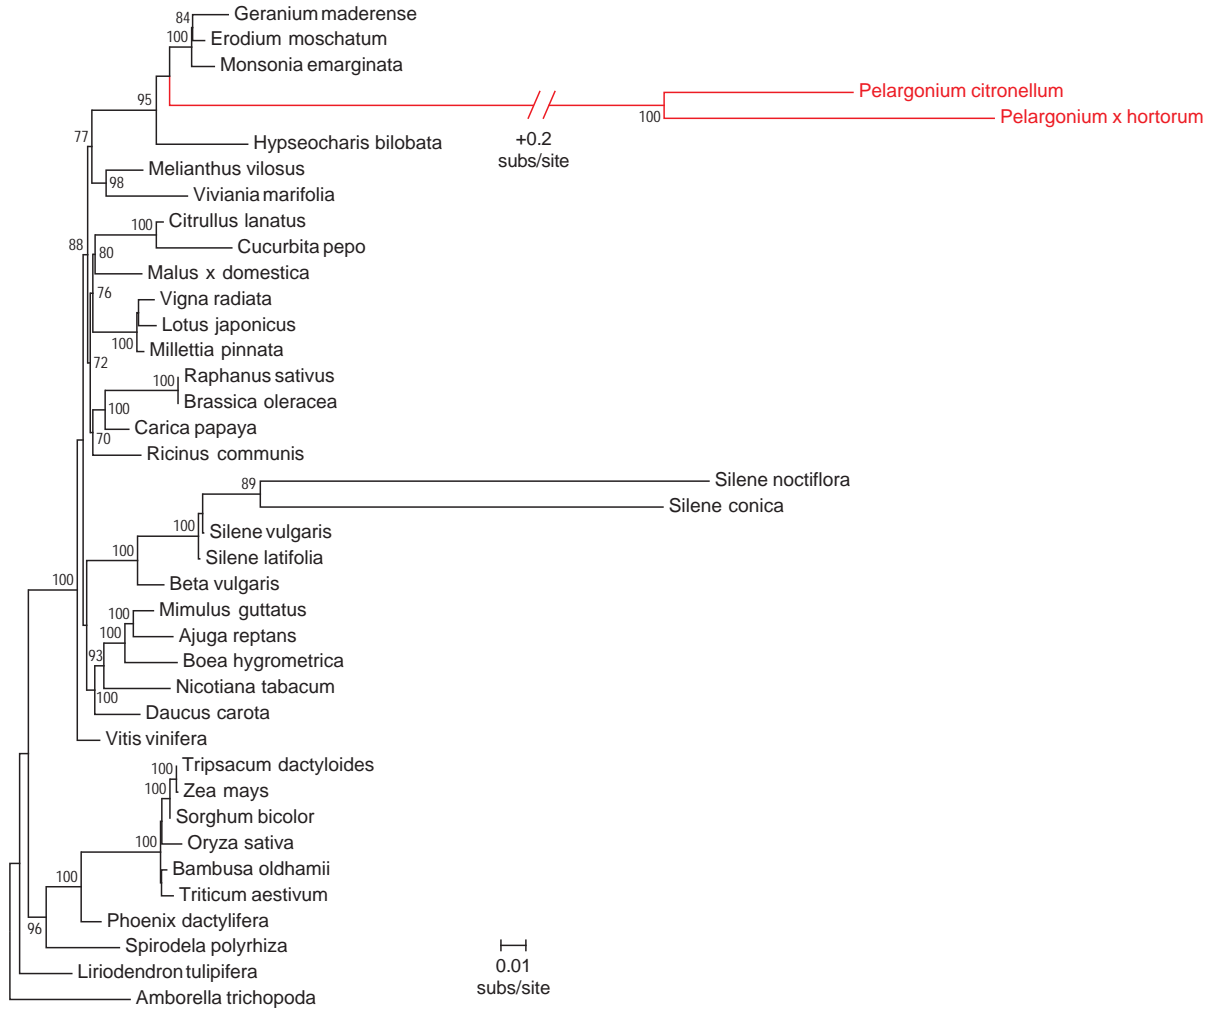 84
Geranium maderense
100
Erodium moschatum
Monsonia emarginata
95
Pelargonium citronellum
100
Pelargonium x hortorum
+0.2
subs/site
77
Hypseocharis bilobata
Melianthus vilosus
98
Viviania marifolia
100
Citrullus lanatus
88
80
Cucurbita pepo
Malus x domestica
76
Vigna radiata
Lotus japonicus
100
Millettia pinnata
72
100
Raphanus sativus
100
Brassica oleracea
Carica papaya
70
Ricinus communis
89
Silene noctiflora
Silene conica
100
Silene vulgaris
100
Silene latifolia
100
Beta vulgaris
100
Mimulus guttatus
100
Ajuga reptans
93
Boea hygrometrica
100
Nicotiana tabacum
Daucus carota
Vitis vinifera
100
Tripsacum dactyloides
100
Zea mays
Sorghum bicolor
100
Oryza sativa
Bambusa oldhamii
100
Triticum aestivum
Phoenix dactylifera
96
Spirodela polyrhiza
Liriodendron tulipifera
Amborella trichopoda
0.01
subs/site